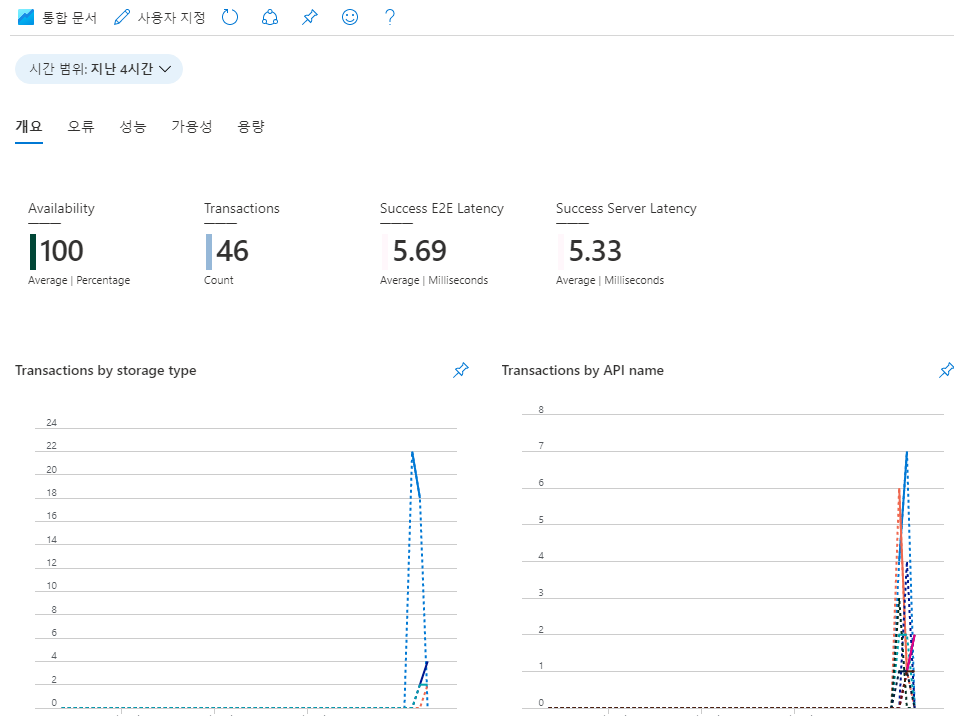 통합 문서 사용자 지정 ?
시간 범위: 지난 4시간
개요 오류 성능 가용성 용량
Availability Transactions Success E2E Latency Success Server Latency
100 46 5.69 5.33
Average | Percentage Count Average | Milliseconds Average | Milliseconds
Transactions by storage type
24
22
20
18
16
14
12
10
8
6
4
2
0
Transactions by API name
8
7
6
5
4
3
2
1
0